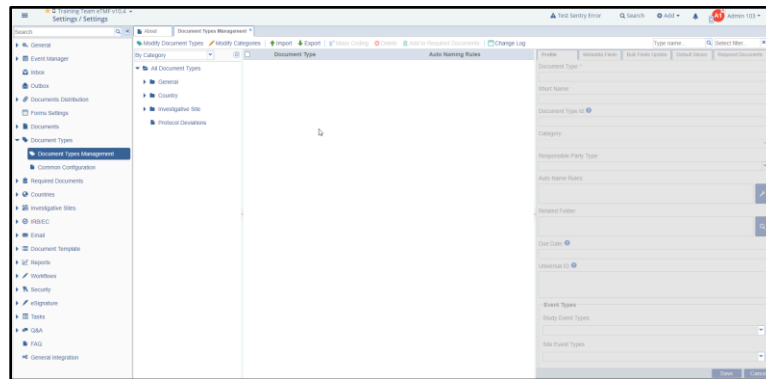 Training Team eTMF v10.4
Settings / Settings
Test Sentry Error
Search
Add
A1
Admin 103
Search
General
Event Manager
Inbox
Outbox
Documents Distribution
Forms Settings
Documents
Document Types
Document Types Management
Common Configuration
Required Documents
Countries
Investigative Sites
IRB/EC
Email
Document Template
Reports
Workflows
Security
eSignature
Tasks
Q&A
FAQ
General Integration
About
Document Types Management
Modify Document Types
Modify Categories
Import
Export
Mass Coding
Delete
Add to Required Documents
Change Log
Type name...
Select filter...
By Category
Document Type
Auto Naming Rules
All Document Types
General
Country
Investigative Site
Protocol Deviations
Profile
Metadata Fields
Bulk Fields Update
Default States
Required Documents
Document Type *
Short Name:
Document Type Id
Category:
Responsible Party Type:
Auto Name Rules:
Related Folder:
Due Date:
Universal ID
Event Types
Study Event Types:
Site Event Types
Save
Cancel